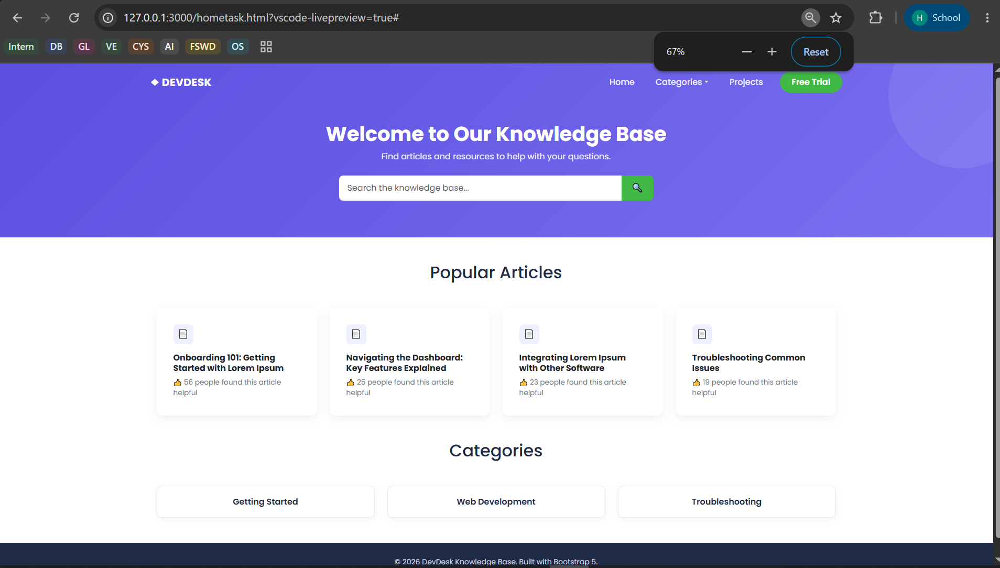 127.0.0.1:3000/hometask.html?vscode-livepreview=true#
H School
Intern DB GL VE CYS AI FSWD OS
67% Reset
DEVDESK
Home Categories Projects Free Trial
Welcome to Our Knowledge Base
Find articles and resources to help with your questions.
Search the knowledge base...
Popular Articles
Onboarding 101: Getting
Started with Lorem Ipsum
56 people found this article
helpful
Navigating the Dashboard:
Key Features Explained
25 people found this article
helpful
Integrating Lorem Ipsum
with Other Software
23 people found this article
helpful
Troubleshooting Common
Issues
19 people found this article
helpful
Categories
Getting Started
Web Development
Troubleshooting
© 2026 DevDesk Knowledge Base. Built with Bootstrap 5.